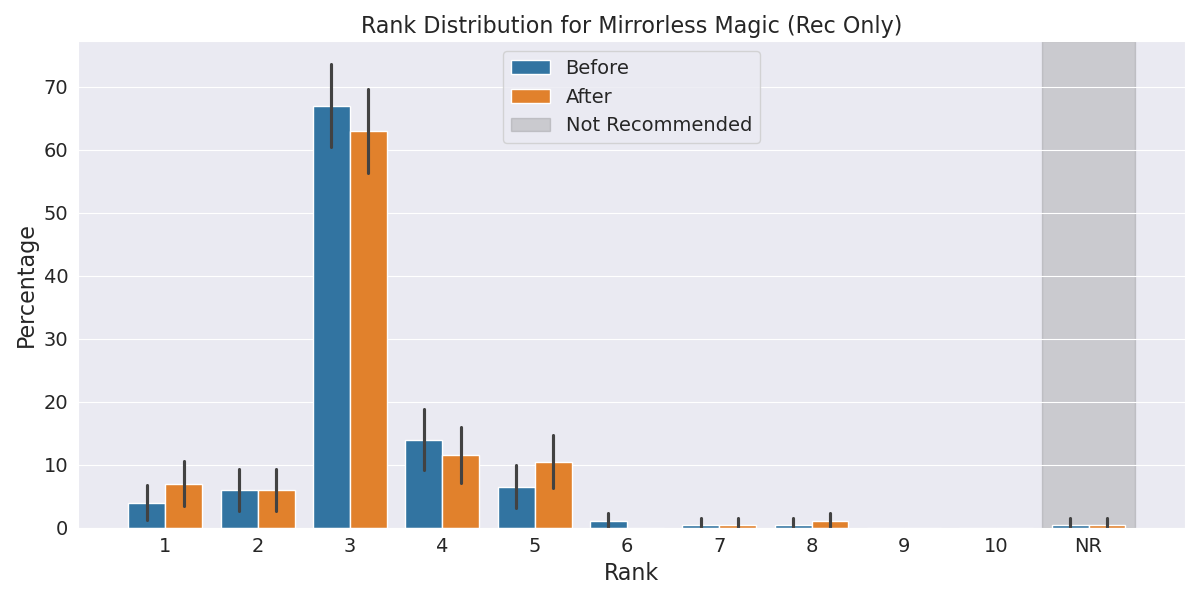 Rank Distribution for Mirrorless Magic (Rec Only)
Before
After
Not Recommended
Percentage
70
60
50
40
30
20
10
0
1 2 3 4 5 6 7 8 9 10 NR
Rank